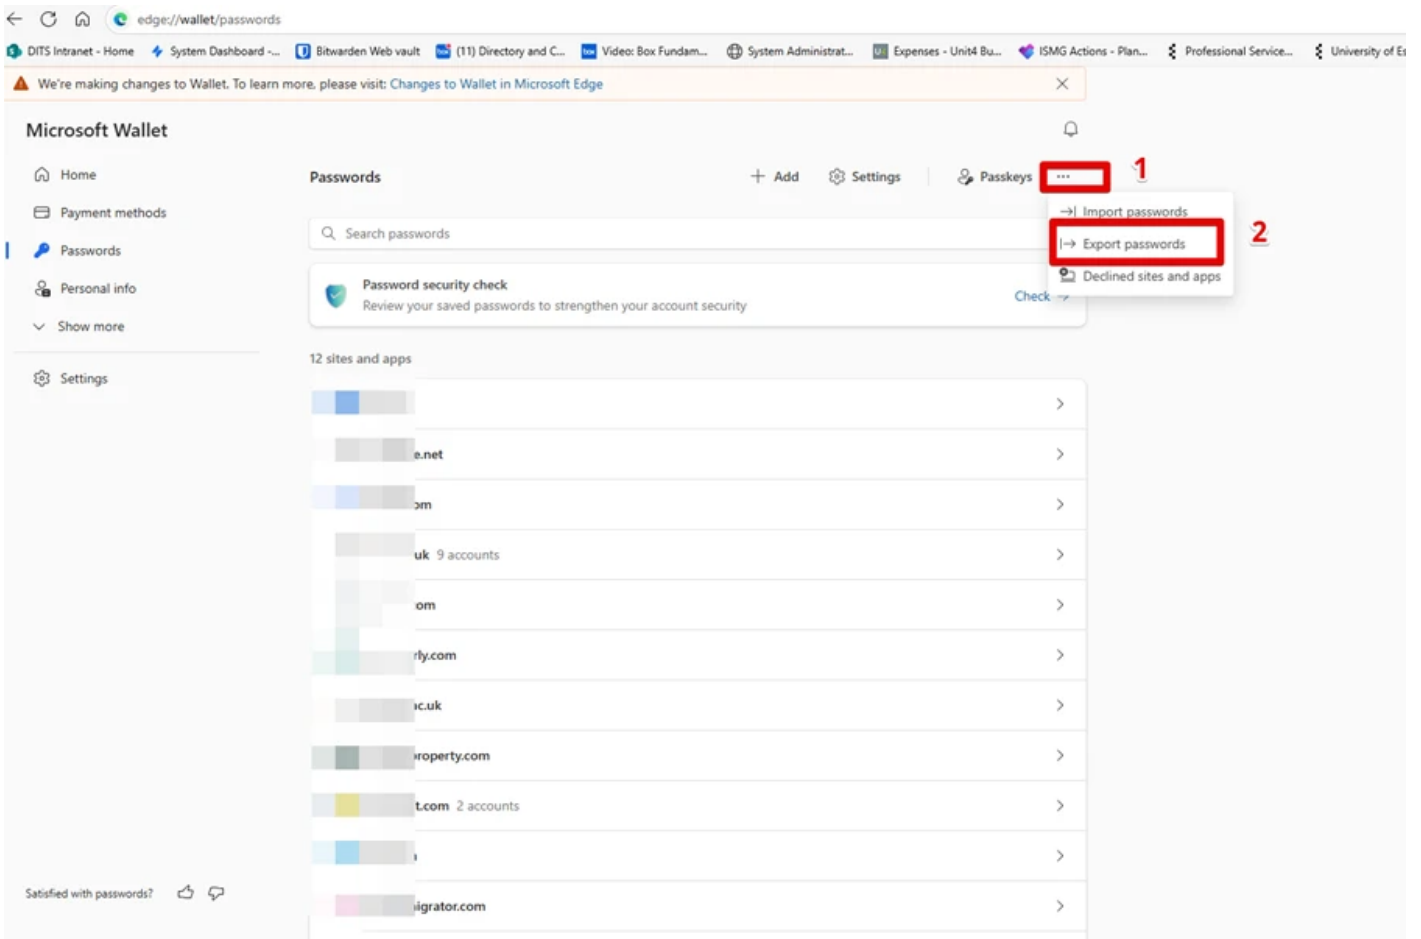 edge://wallet/passwords
DITS Intranet - Home System Dashboard -... Bitwarden Web vault (11) Directory and C... Video: Box Fundam... System Administrat... Expenses - Unit4 Bu... ISMG Actions - Plan... Professional Service... University of Es
We're making changes to Wallet. To learn more, please visit: Changes to Wallet in Microsoft Edge
Microsoft Wallet
Home
Payment methods
Passwords
Personal info
Show more
Settings
Passwords
Add Settings Passkeys ... 1
Import passwords
Export passwords 2
Declined sites and apps
Search passwords
Password security check
Review your saved passwords to strengthen your account security
Check
12 sites and apps
e.net
om
uk 9 accounts
om
rly.com
c.uk
roperty.com
t.com 2 accounts
igrator.com
Satisfied with passwords?